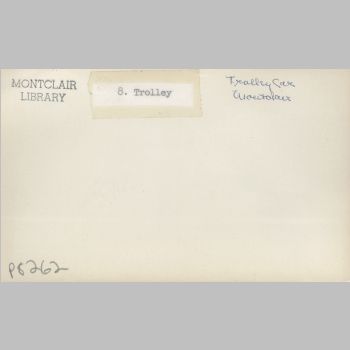 MONTCLAIR
LIBRARY
8. Trolley
Trolley Car
Montclair
P8262